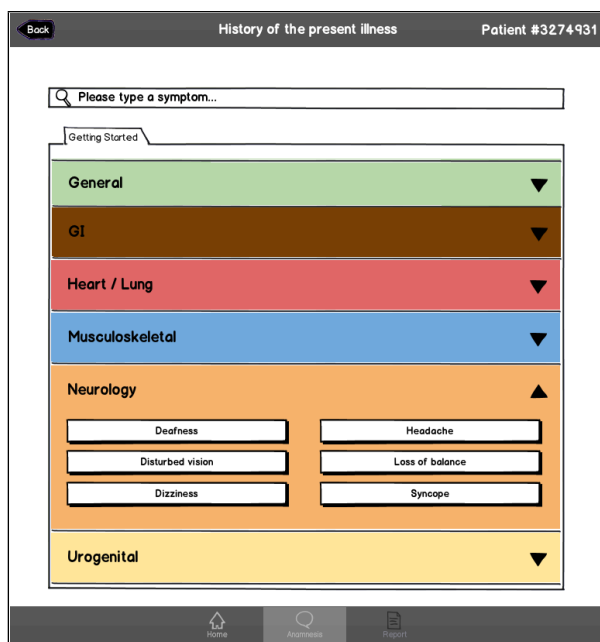 Back History of the present illness Patient #3274931
Please type a symptom...
Getting Started
General
GI
Heart / Lung
Musculoskeletal
Neurology
Deafness Headache
Disturbed vision Loss of balance
Dizziness Syncope
Urogenital
Home Anamnesis Report